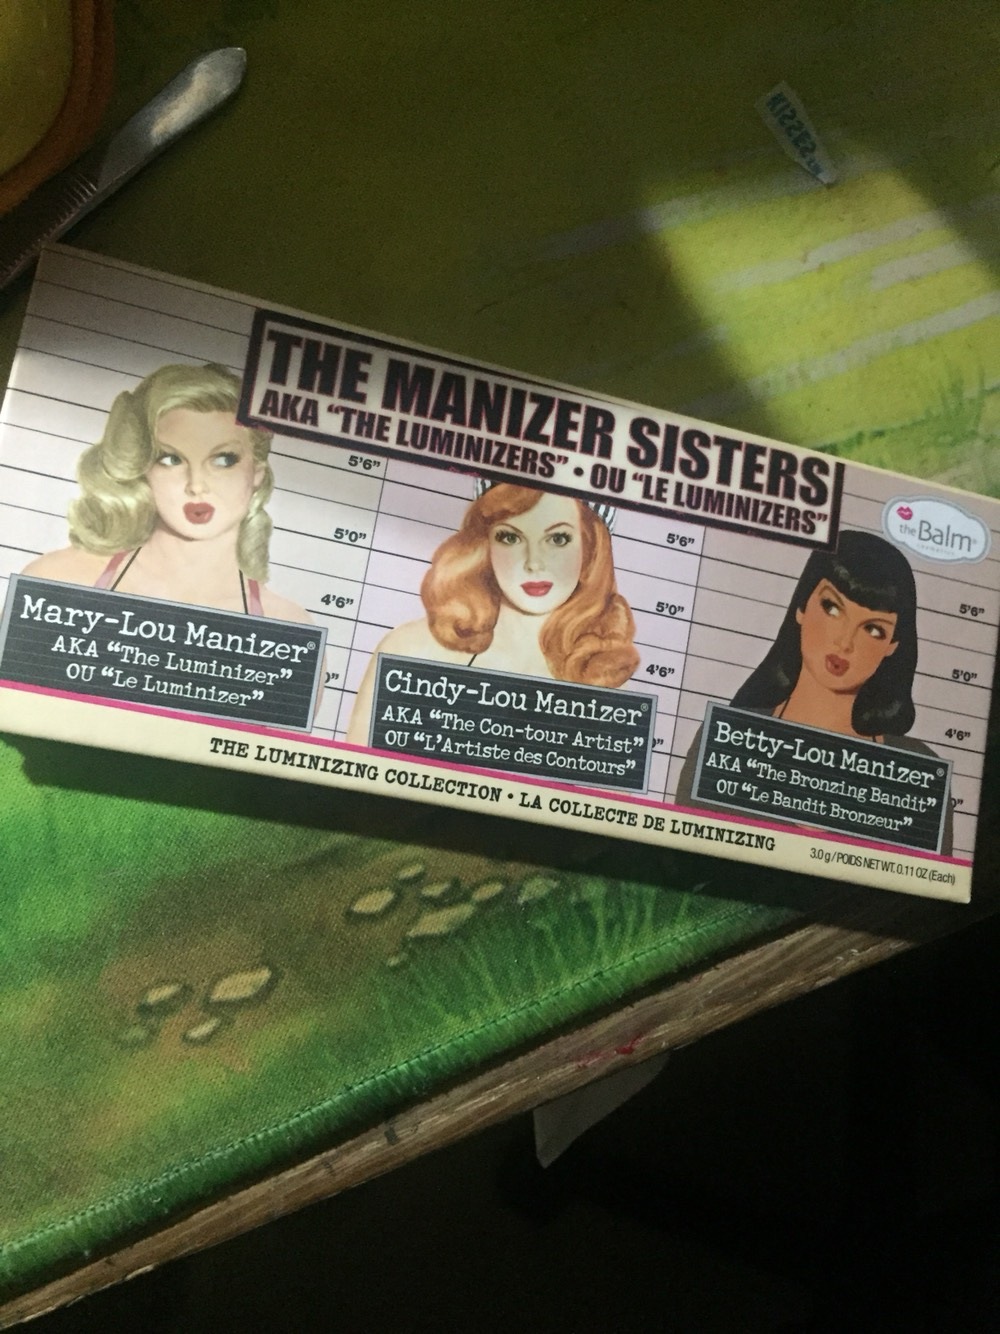 THE MANIZER SISTERS
AKA “THE LUMINIZERS” • OU “LE LUMINIZERS”
the Balm®
cosmetics
5’6”
5’0”
4’6”
5’6”
5’0”
4’6”
5’6”
5’0”
4’6”
Mary-Lou Manizer®
AKA “The Luminizer”
OU “Le Luminizer”
Cindy-Lou Manizer®
AKA “The Con-tour Artist”
OU “L’Artiste des Contours”
Betty-Lou Manizer®
AKA “The Bronzing Bandit”
OU “Le Bandit Bronzeur”
THE LUMINIZING COLLECTION • LA COLLECTE DE LUMINIZING
3.0 g / POIDS NET WT. 0.11 OZ (Each)